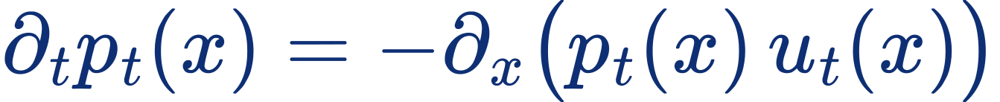 ∂ₜpₜ(x) = −∂ₓ(pₜ(x) uₜ(x))